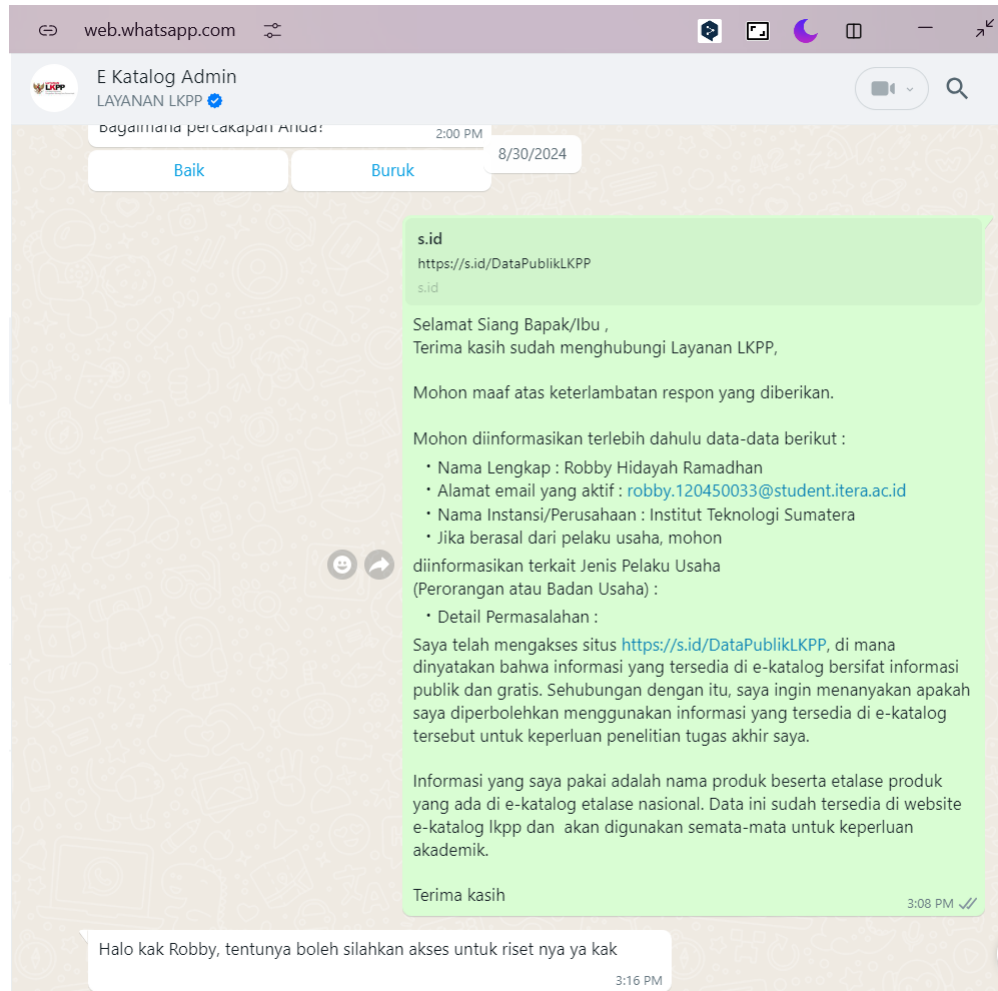 web.whatsapp.com
LKPP
E Katalog Admin
LAYANAN LKPP
Bagaimana percakapan Anda?
2:00 PM
8/30/2024
Baik
Buruk
s.id
https://s.id/DataPublikLKPP
s.id
Selamat Siang Bapak/Ibu ,
Terima kasih sudah menghubungi Layanan LKPP,
Mohon maaf atas keterlambatan respon yang diberikan.
Mohon diinformasikan terlebih dahulu data-data berikut :
• Nama Lengkap : Robby Hidayah Ramadhan
• Alamat email yang aktif : robby.120450033@student.itera.ac.id
• Nama Instansi/Perusahaan : Institut Teknologi Sumatera
• Jika berasal dari pelaku usaha, mohon
diinformasikan terkait Jenis Pelaku Usaha
(Perorangan atau Badan Usaha) :
• Detail Permasalahan :
Saya telah mengakses situs https://s.id/DataPublikLKPP, di mana
dinyatakan bahwa informasi yang tersedia di e-katalog bersifat informasi
publik dan gratis. Sehubungan dengan itu, saya ingin menanyakan apakah
saya diperbolehkan menggunakan informasi yang tersedia di e-katalog
tersebut untuk keperluan penelitian tugas akhir saya.
Informasi yang saya pakai adalah nama produk beserta etalase produk
yang ada di e-katalog etalase nasional. Data ini sudah tersedia di website
e-katalog lkpp dan akan digunakan semata-mata untuk keperluan
akademik.
Terima kasih
3:08 PM
Halo kak Robby, tentunya boleh silahkan akses untuk riset nya ya kak
3:16 PM